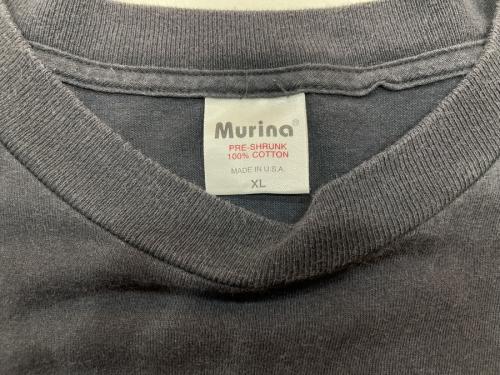 Murina®
PRE-SHRUNK
100% COTTON
MADE IN U.S.A.
XL